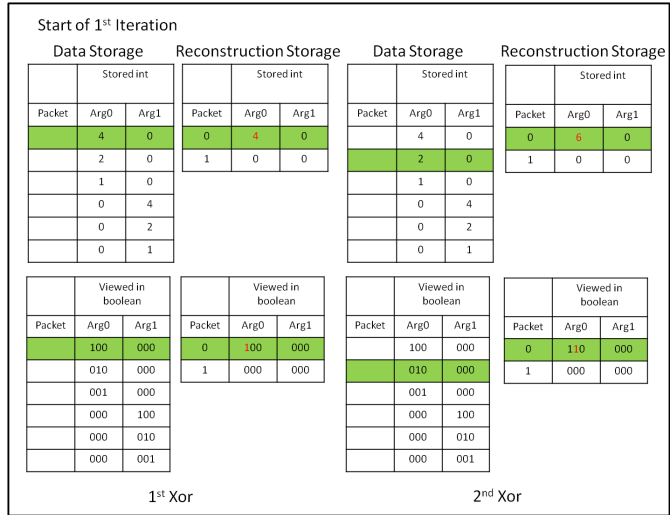 Start of 1st Iteration
Data Storage Reconstruction Storage Data Storage Reconstruction Storage
Stored int Stored int Stored int Stored int
Packet Arg0 Arg1 Packet Arg0 Arg1 Packet Arg0 Arg1 Packet Arg0 Arg1
4 0 0 4 0 4 0 0 6 0
2 0 1 0 0 2 0 1 0 0
1 0 1 0
0 4 0 4
0 2 0 2
0 1 0 1
Viewed in Viewed in Viewed in Viewed in
boolean boolean boolean boolean
Packet Arg0 Arg1 Packet Arg0 Arg1 Packet Arg0 Arg1 Packet Arg0 Arg1
100 000 0 100 000 100 000 0 110 000
010 000 1 000 000 010 000 1 000 000
001 000 001 000
000 100 000 100
000 010 000 010
000 001 000 001
1st Xor 2nd Xor